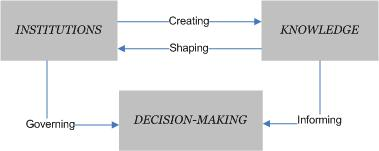 INSTITUTIONS
Creating
KNOWLEDGE
Shaping
Governing
DECISION-MAKING
Informing